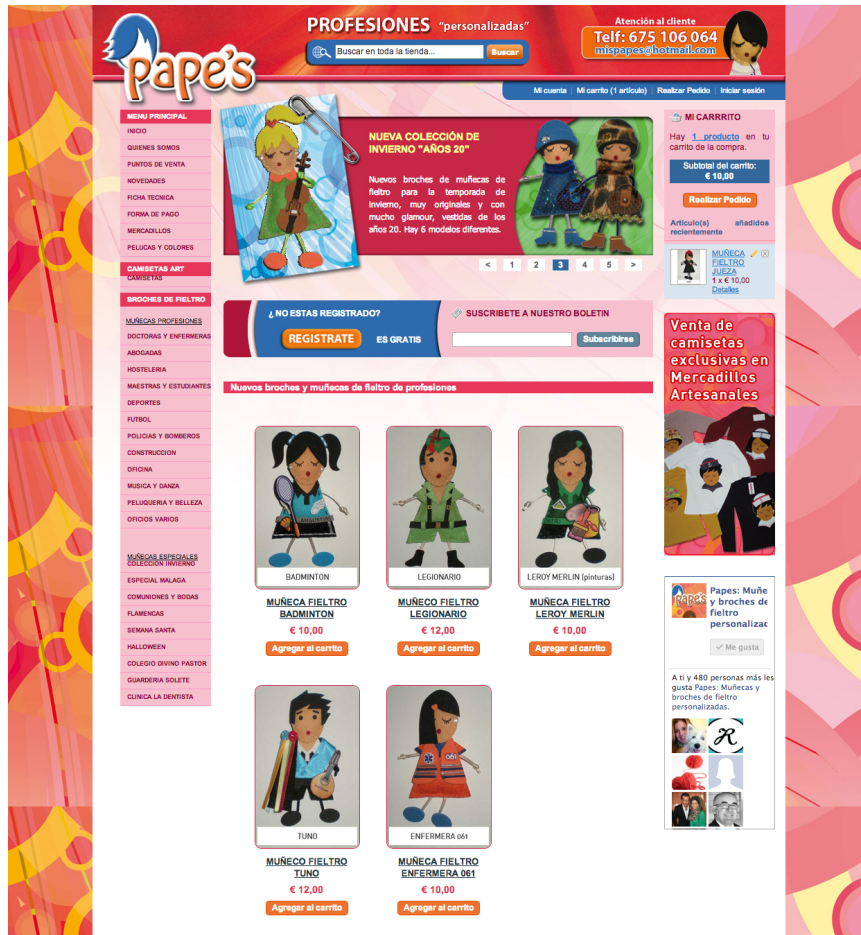 PROFESIONES "personalizadas"
Buscar en toda la tienda...
Buscar
Atención al cliente
Telf: 675 106 064
mispapes@hotmail.com
Pape's
Mi cuenta | Mi carrito (1 artículo) | Realizar Pedido | Iniciar sesión
MENU PRINCIPAL
INICIO
QUIENES SOMOS
PUNTOS DE VENTA
NOVEDADES
FICHA TECNICA
FORMA DE PAGO
MERCADILLOS
PELUCAS Y COLORES
CAMISETAS ART
CAMISETAS
BROCHES DE FIELTRO
MUÑECAS PROFESIONES
DOCTORAS Y ENFERMERAS
ABOGADAS
HOSTELERIA
MAESTRAS Y ESTUDIANTES
DEPORTES
FUTBOL
POLICIAS Y BOMBEROS
CONSTRUCCION
OFICINA
MUSICA Y DANZA
PELUQUERIA Y BELLEZA
OFICIOS VARIOS
MUÑECAS ESPECIALES
COLECCION INVIERNO
ESPECIAL MALAGA
COMUNIONES Y BODAS
FLAMENCAS
SEMANA SANTA
HALLOWEEN
COLEGIO DIVINO PASTOR
GUARDERIA SOLETE
CLINICA LA DENTISTA
NUEVA COLECCIÓN DE
INVIERNO "AÑOS 20"
Nuevos broches de muñecas de
fieltro para la temporada de
invierno, muy originales y con
mucho glamour, vestidas de los
años 20. Hay 6 modelos diferentes.
< 1 2 3 4 5 >
¿ NO ESTAS REGISTRADO?
REGISTRATE ES GRATIS
SUSCRIBETE A NUESTRO BOLETIN
Subscribirse
Nuevos broches y muñecas de fieltro de profesiones
BADMINTON
MUÑECA FIELTRO
BADMINTON
€ 10,00
Agregar al carrito
LEGIONARIO
MUÑECO FIELTRO
LEGIONARIO
€ 12,00
Agregar al carrito
LEROY MERLIN (pinturas)
MUÑECA FIELTRO
LEROY MERLIN
€ 10,00
Agregar al carrito
TUNO
MUÑECO FIELTRO
TUNO
€ 12,00
Agregar al carrito
061
ENFERMERA 061
MUÑECA FIELTRO
ENFERMERA 061
€ 10,00
Agregar al carrito
MI CARRRITO
Hay 1 producto en tu
carrito de la compra.
Subtotal del carrito:
€ 10,00
Realizar Pedido
Artículo(s) añadidos
recientemente
MUÑECA
FIELTRO
JUEZA
1 x € 10,00
Detalles
Venta de
camisetas
exclusivas en
Mercadillos
Artesanales
PAPE'S
Papes: Muñe
y broches de
fieltro
personalizac
Me gusta
A ti y 480 personas más les
gusta Papes: Muñecas y
broches de fieltro
personalizadas.
R